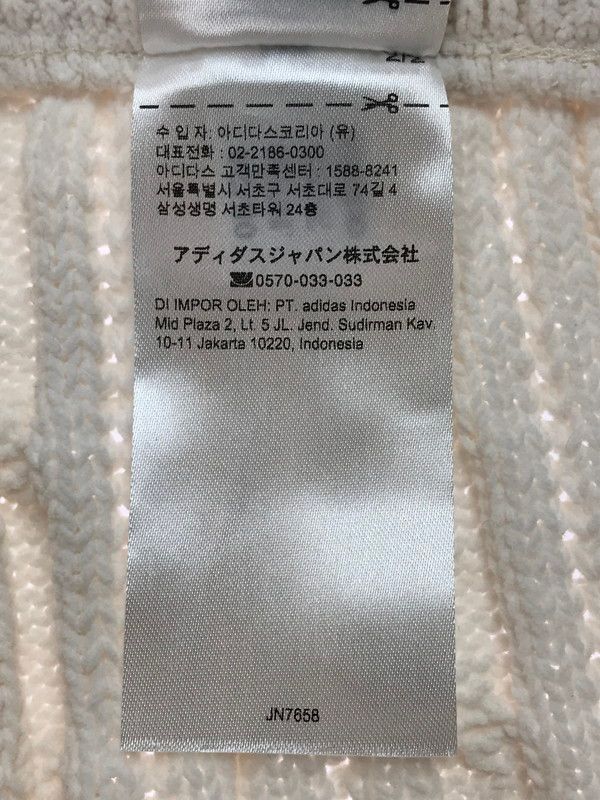 수 입 자: 아디다스코리아 (유)
대표전화 : 02-2186-0300
아디다스 고객만족센터 : 1588-8241
서울특별시 서초구 서초대로 74길 4
삼성생명 서초타워 24층
アディダスジャパン株式会社
0570-033-033
DI IMPOR OLEH: PT. adidas Indonesia
Mid Plaza 2, Lt. 5 JL. Jend. Sudirman Kav.
10-11 Jakarta 10220, Indonesia
JN7658